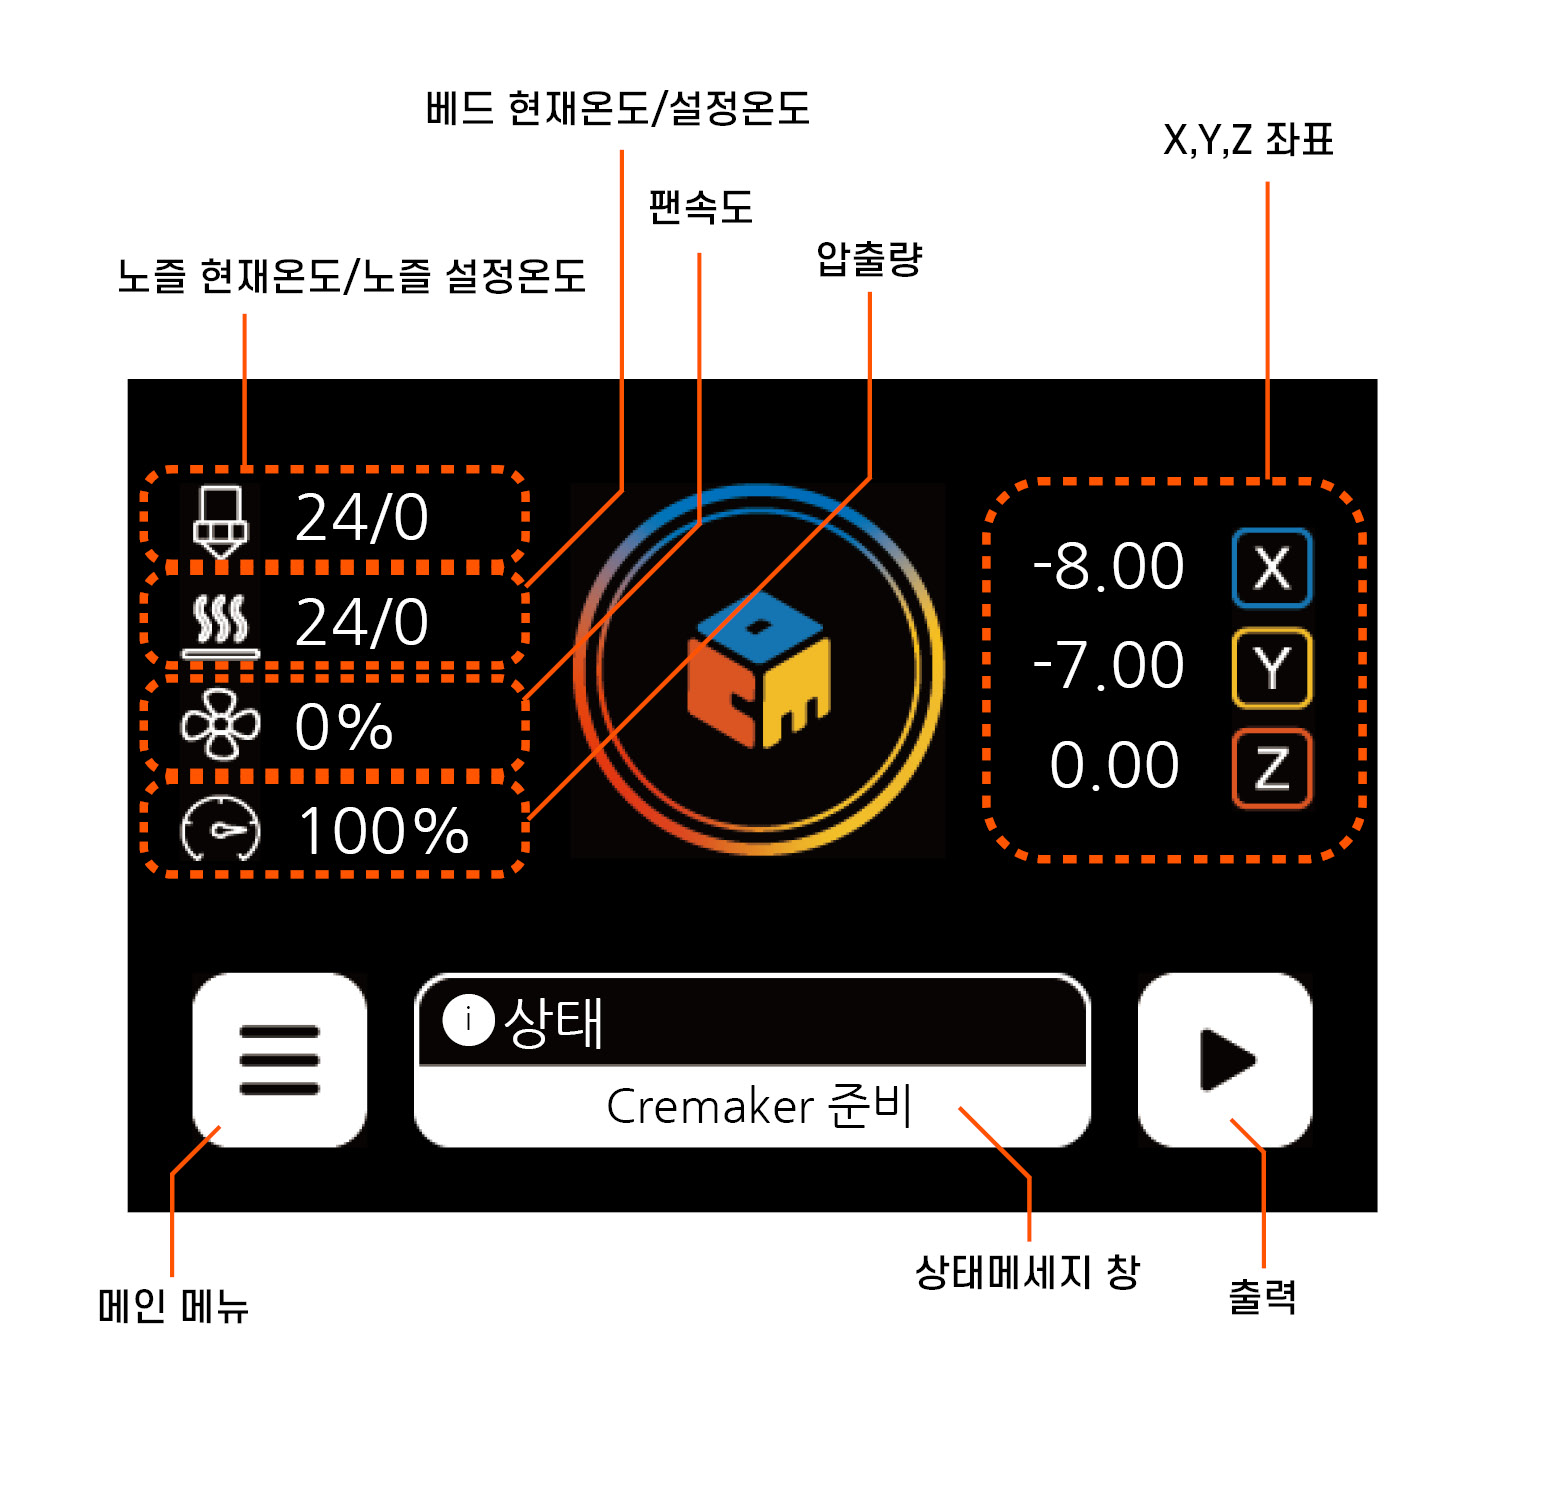 베드 현재온도/설정온도
X,Y,Z 좌표
팬속도
압출량
노즐 현재온도/노즐 설정온도
24/0
24/0
0%
100%
-8.00 X
-7.00 Y
0.00 Z
i 상태
Cremaker 준비
상태메세지 창
출력
메인 메뉴